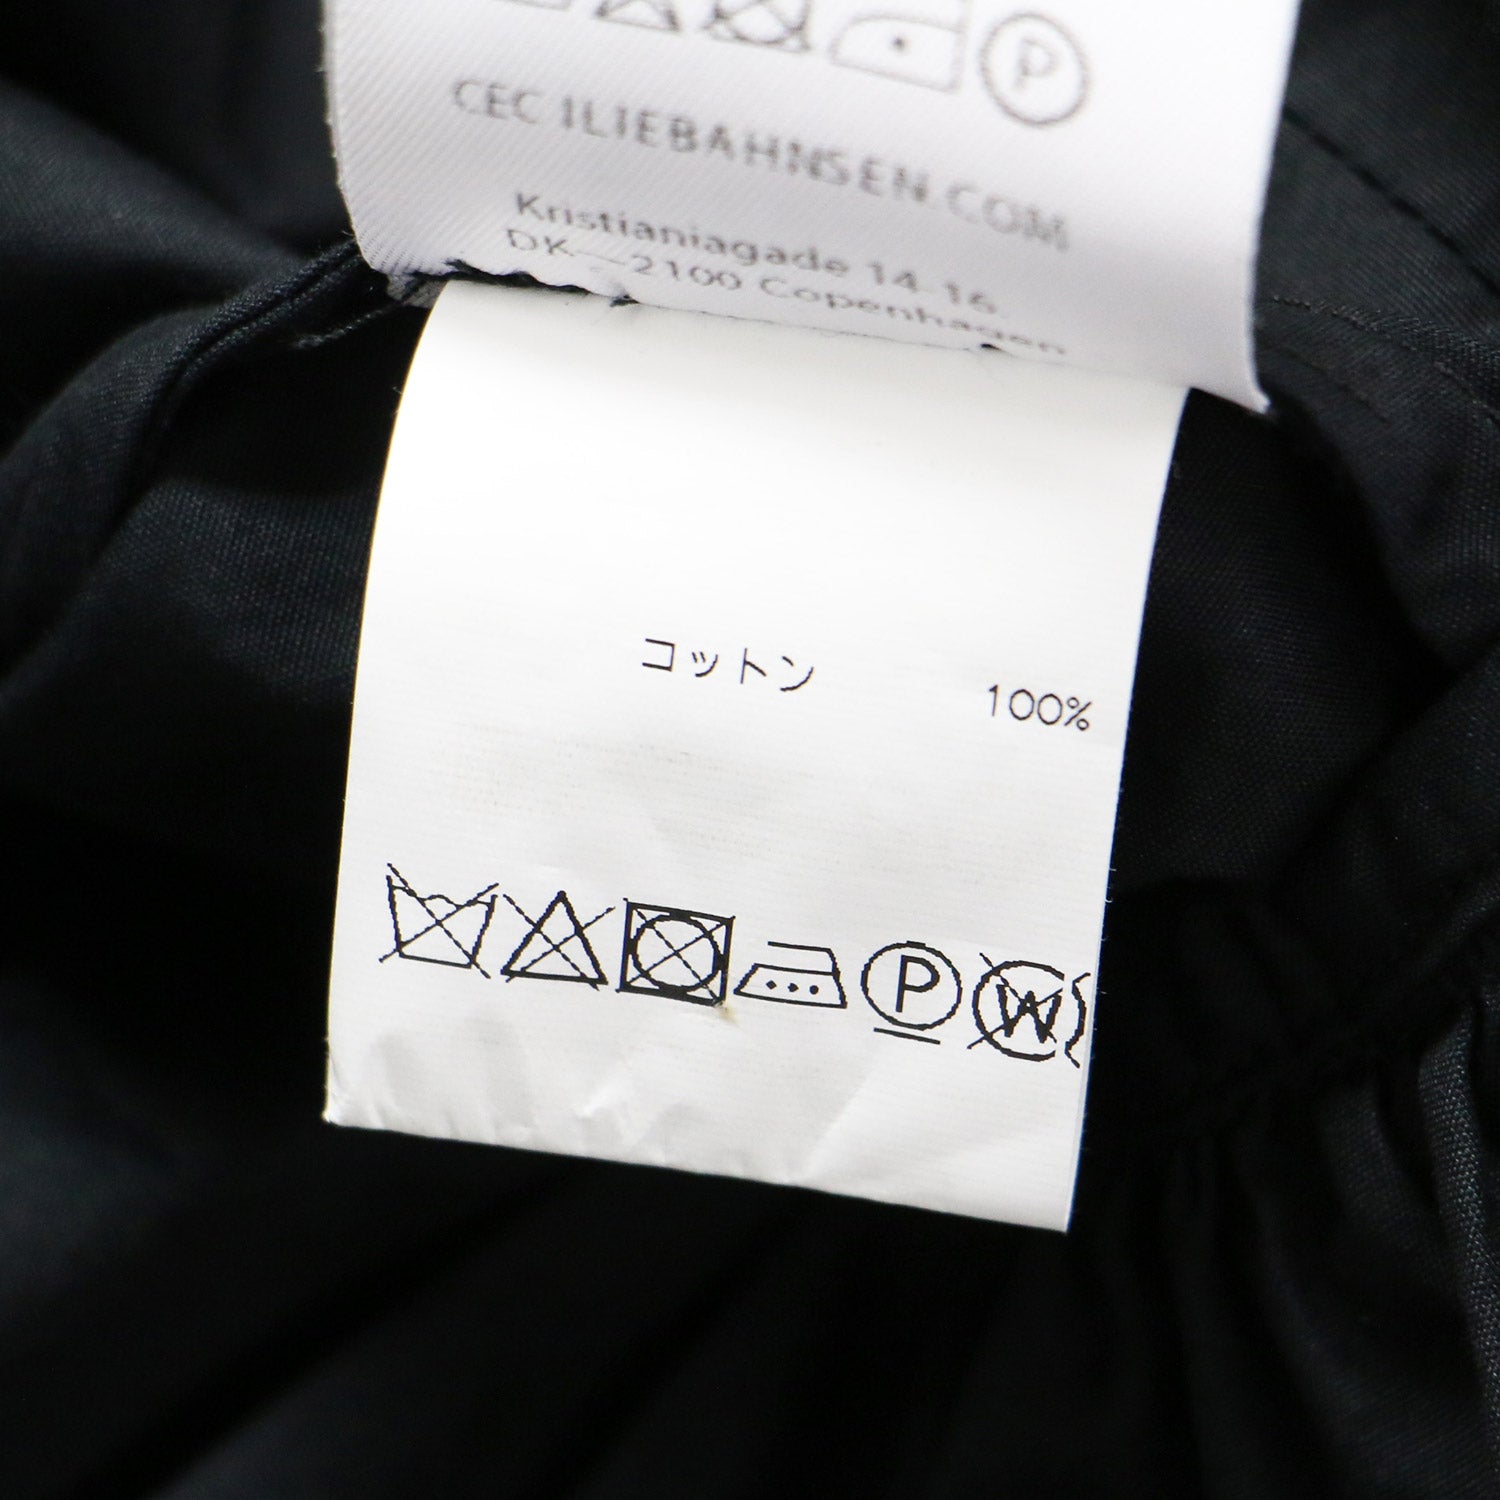 P
CECILIEBAHNSEN.COM
Kristianiagade 14-16
DK—2100 Copenhagen
コットン 100%
P W